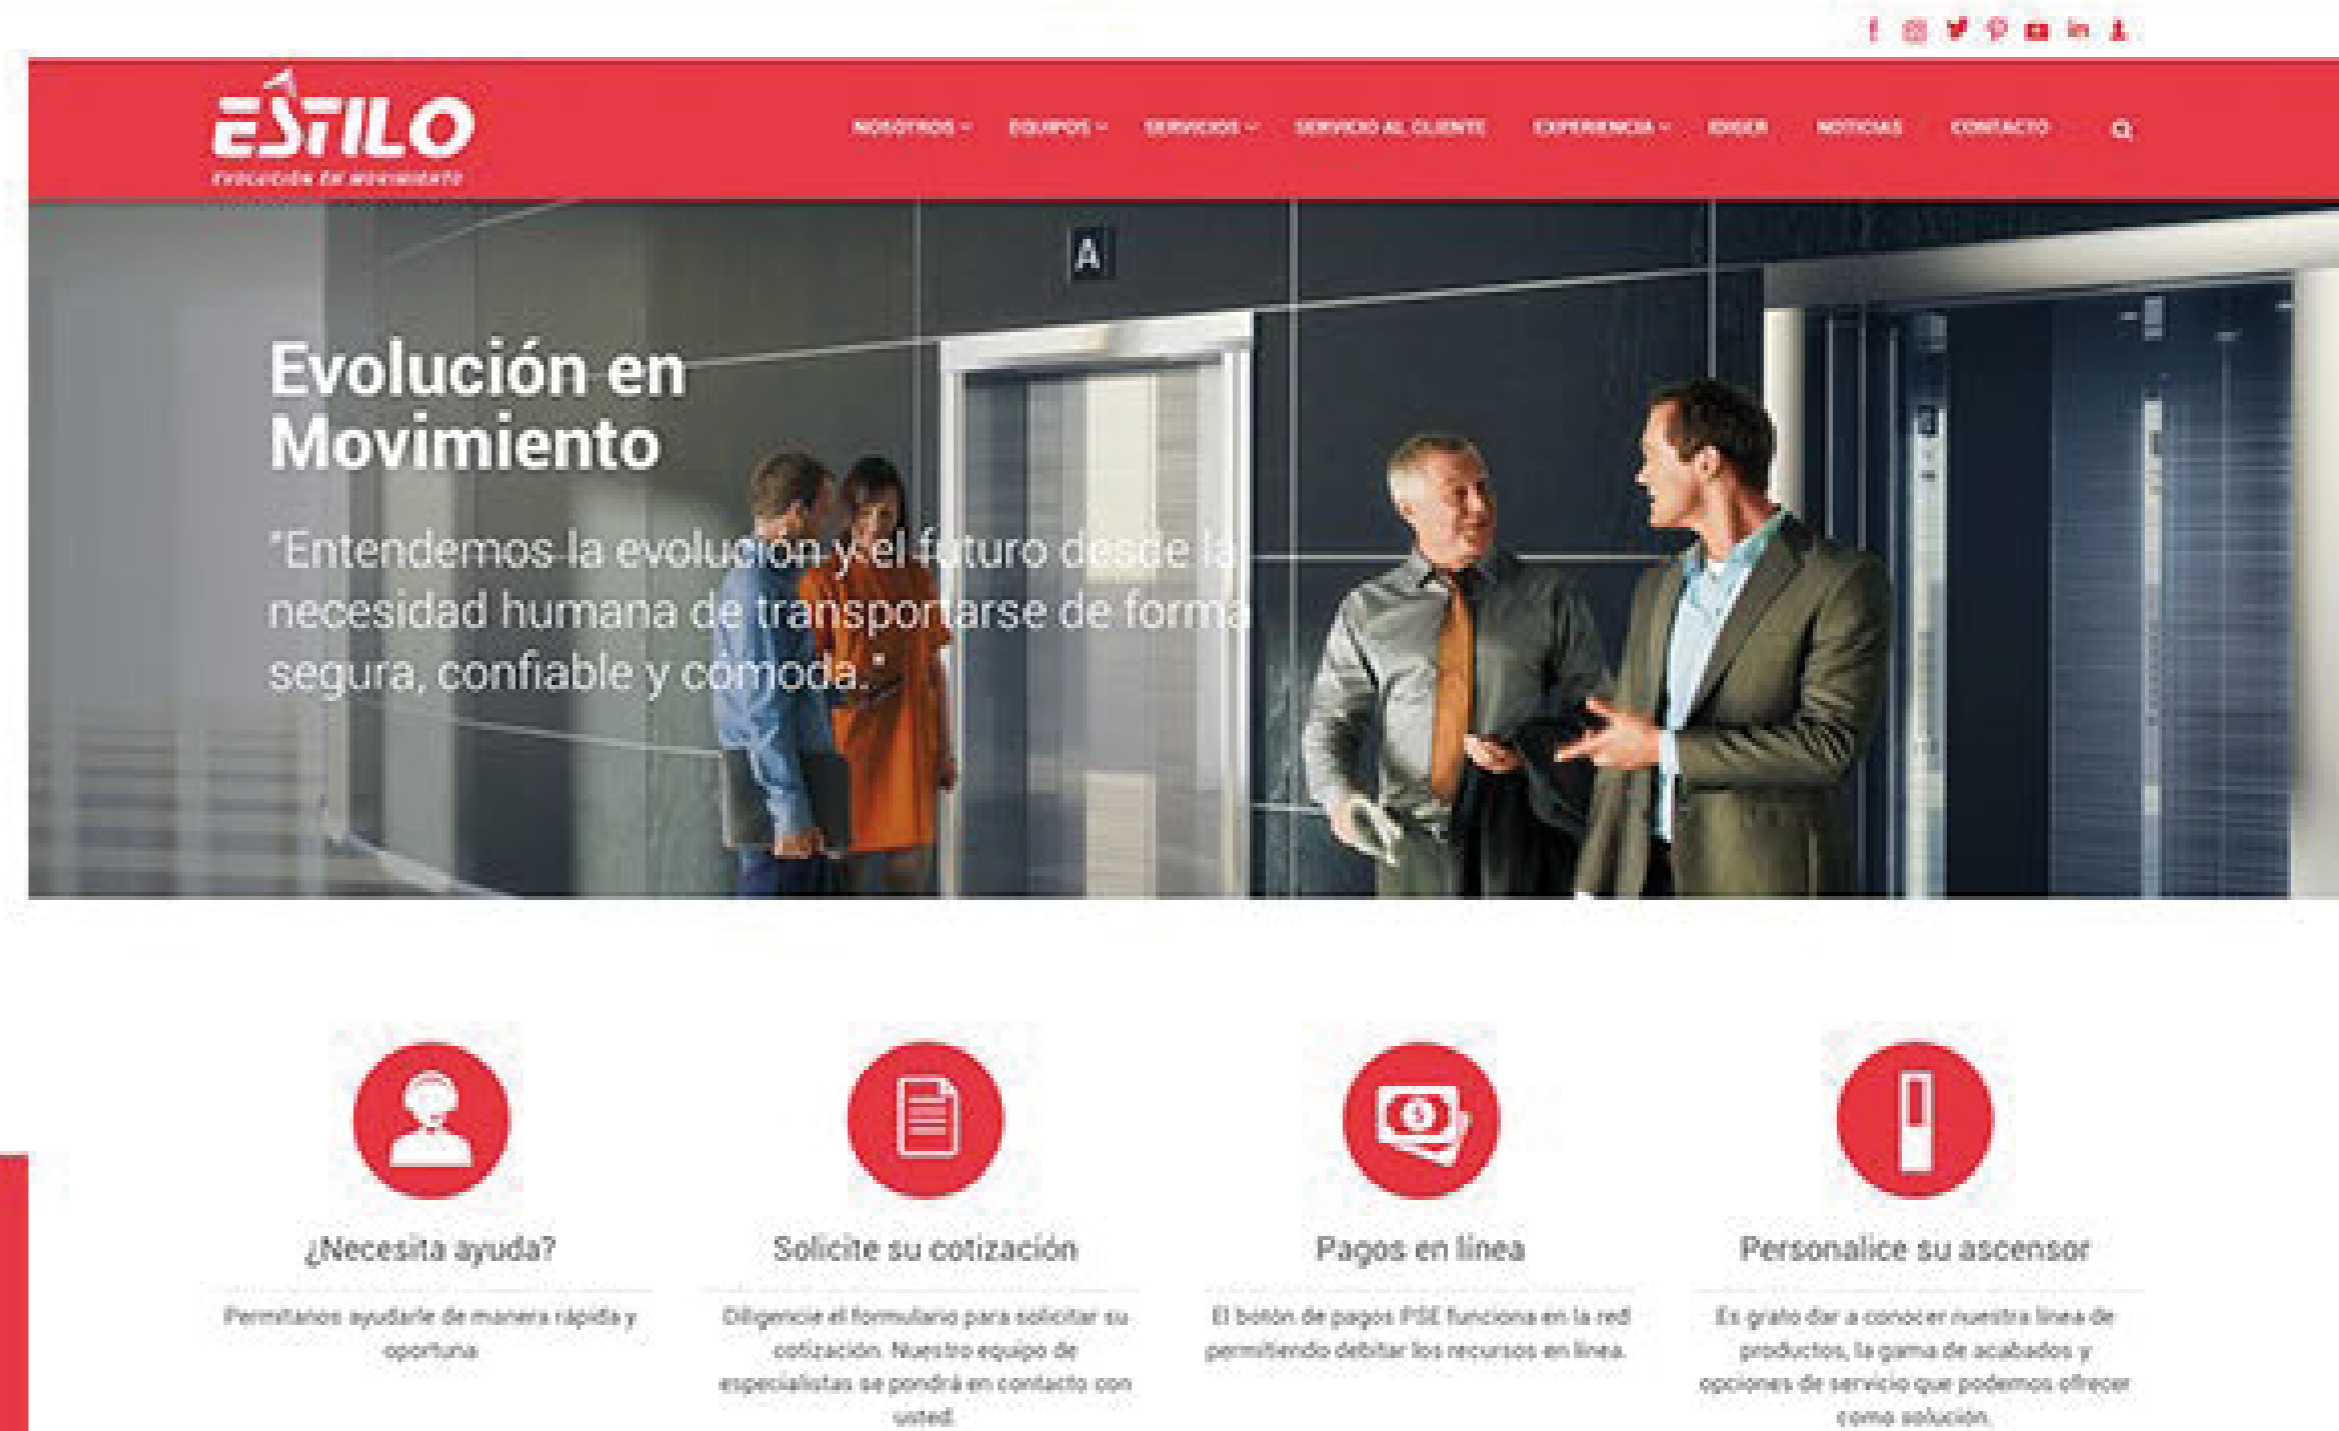 ESTILO
EVOLUCIÓN EN MOVIMIENTO
NOSOTROS EQUIPOS SERVICIOS SERVICIO AL CLIENTE EXPERIENCIA IDIGER NOTICIAS CONTACTO
A
Evolución en
Movimiento
"Entendemos la evolución y el futuro desde la
necesidad humana de transportarse de forma
segura, confiable y cómoda."
¿Necesita ayuda?
Permítanos ayudarle de manera rápida y
oportuna
Solicite su cotización
Diligencie el formulario para solicitar su
cotización. Nuestro equipo de
especialistas se pondrá en contacto con
usted.
Pagos en línea
El botón de pagos PSE funciona en la red
permitiendo debitar los recursos en línea.
Personalice su ascensor
Es grato dar a conocer nuestra línea de
productos, la gama de acabados y
opciones de servicio que podemos ofrecer
como solución.